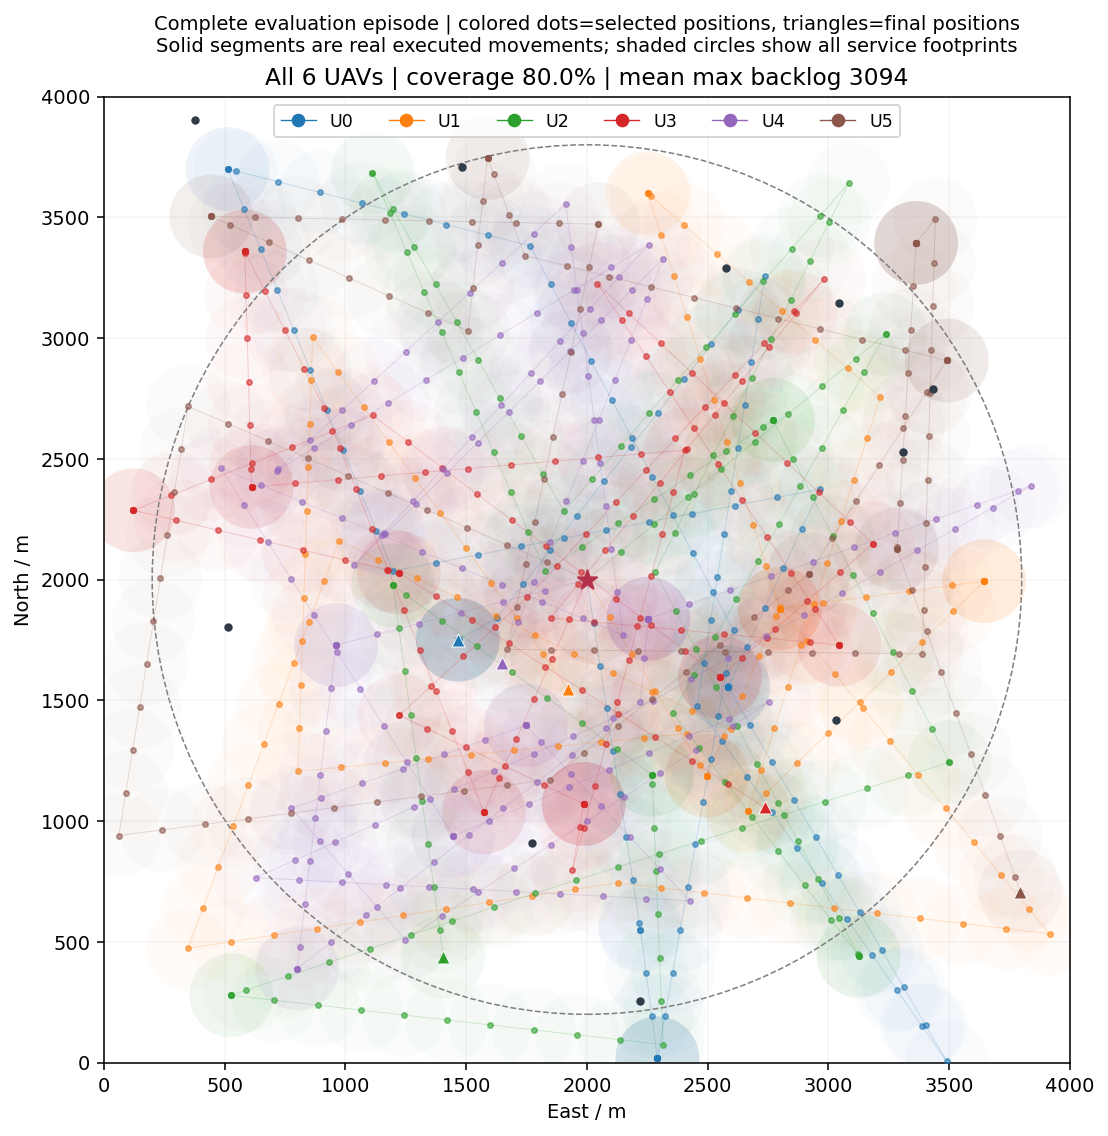 Complete evaluation episode | colored dots=selected positions, triangles=final positions
Solid segments are real executed movements; shaded circles show all service footprints
All 6 UAVs | coverage 80.0% | mean max backlog 3094
U0 U1 U2 U3 U4 U5
4000
3500
3000
2500
2000
1500
1000
500
0
North / m
0 500 1000 1500 2000 2500 3000 3500 4000
East / m